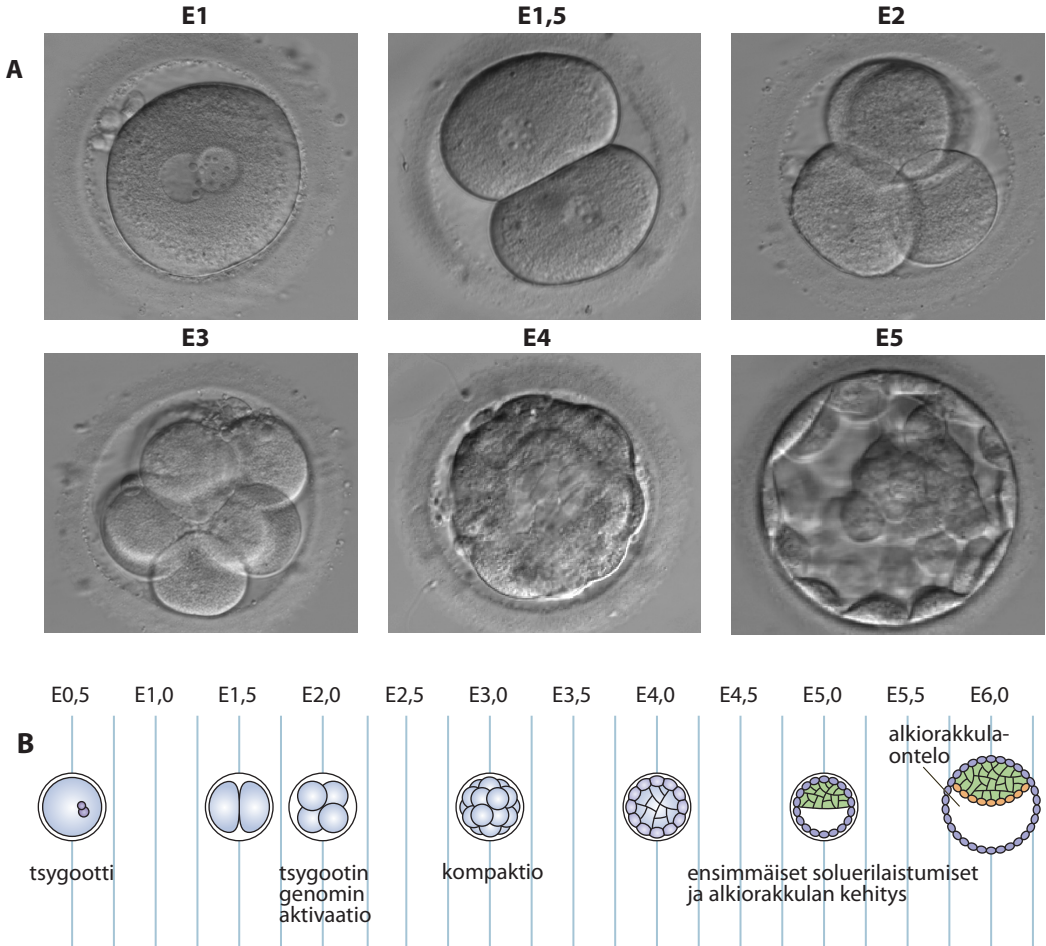 E1
E1,5
E2
A
E3
E4
E5
E0,5
E1,0
E1,5
E2,0
E2,5
E3,0
E3,5
E4,0
E4,5
E5,0
E5,5
E6,0
B
alkiorakkula-
ontelo
tsygootti
tsygootin
genomin
aktivaatio
kompaktio
ensimmäiset soluerilaistumiset
ja alkiorakkulan kehitys